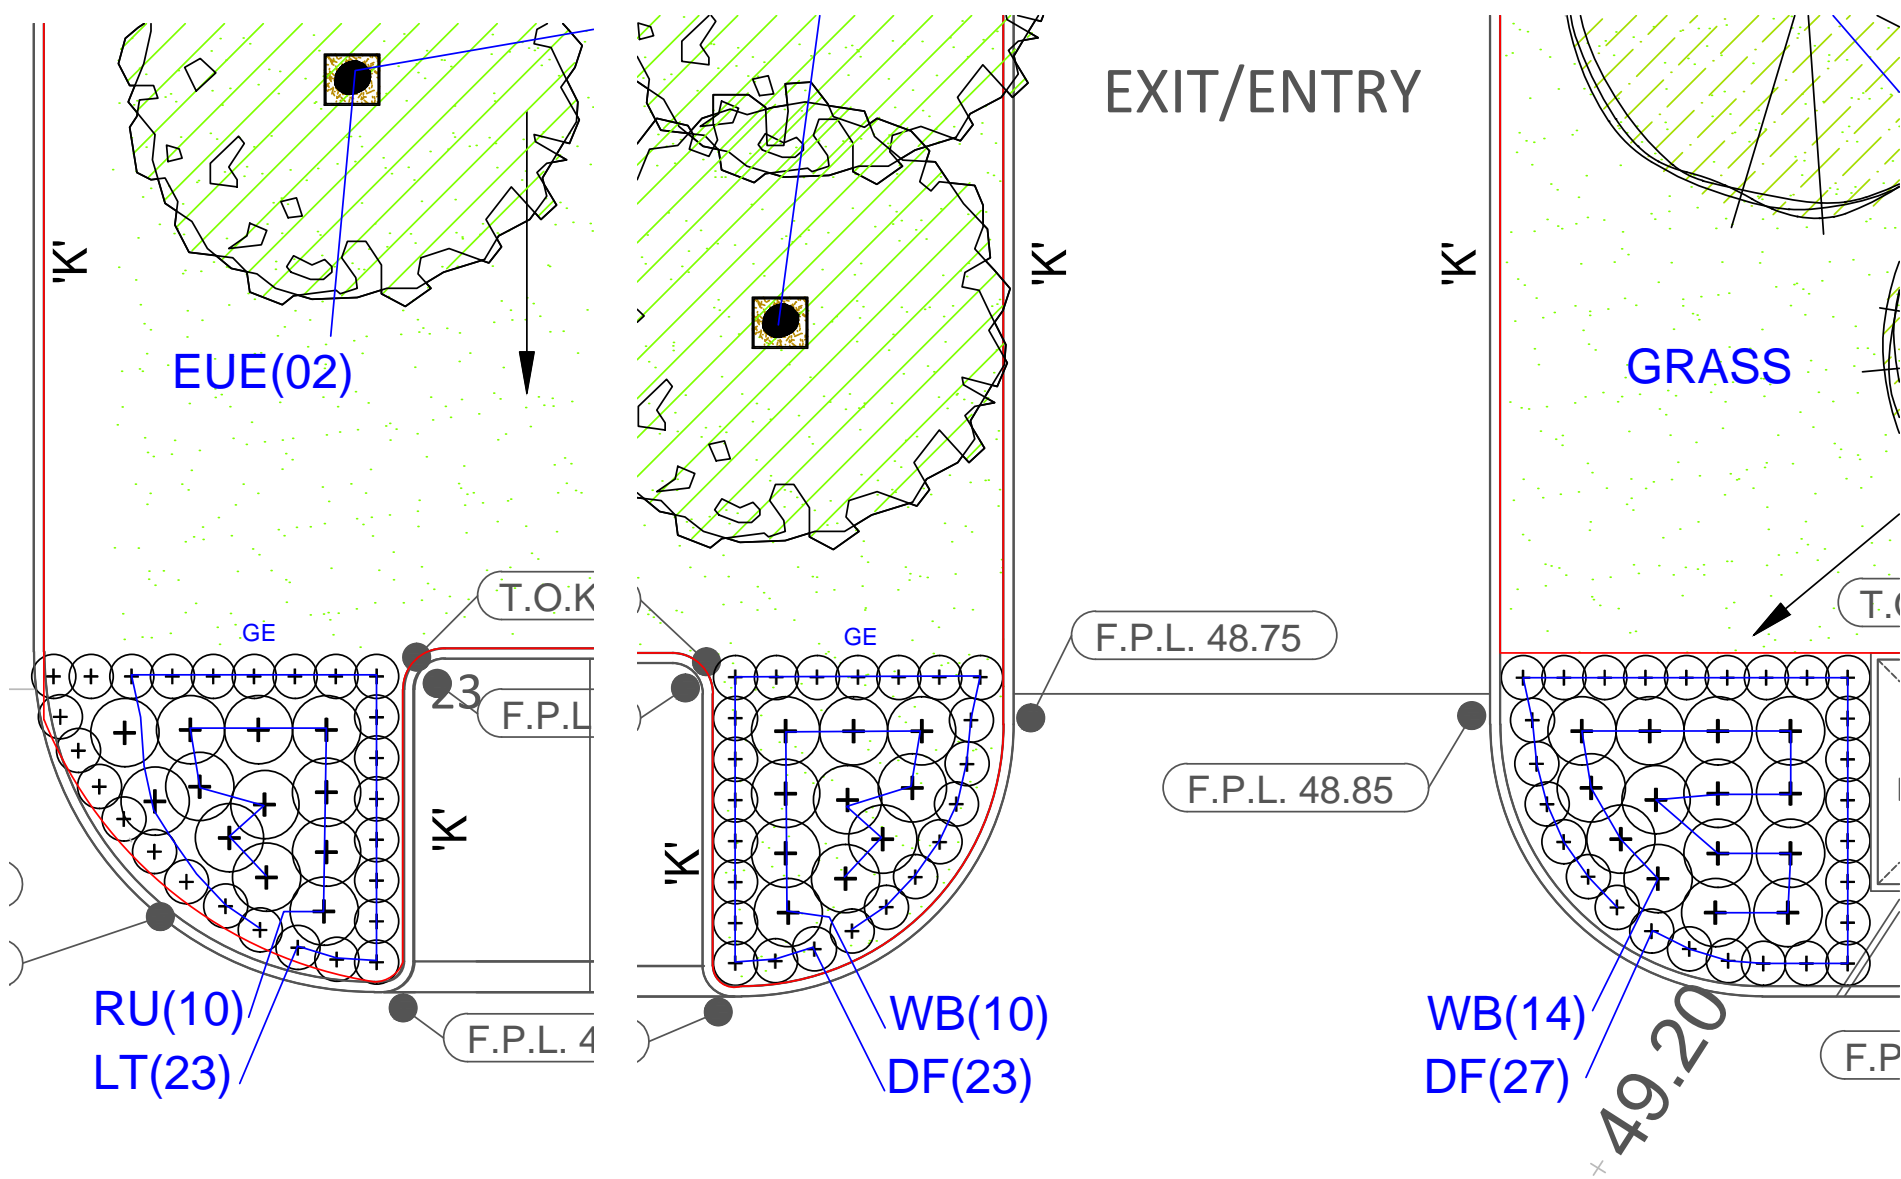 EXIT/ENTRY
'K'
'K'
'K'
EUE(02)
GRASS
T.O.K
GE
GE
F.P.L. 48.75
23
F.P.L
F.P.L. 48.85
'K'
'K'
RU(10)
WB(10)
WB(14)
LT(23)
DF(23)
DF(27)
F.P.L. 4
49.20
F.P